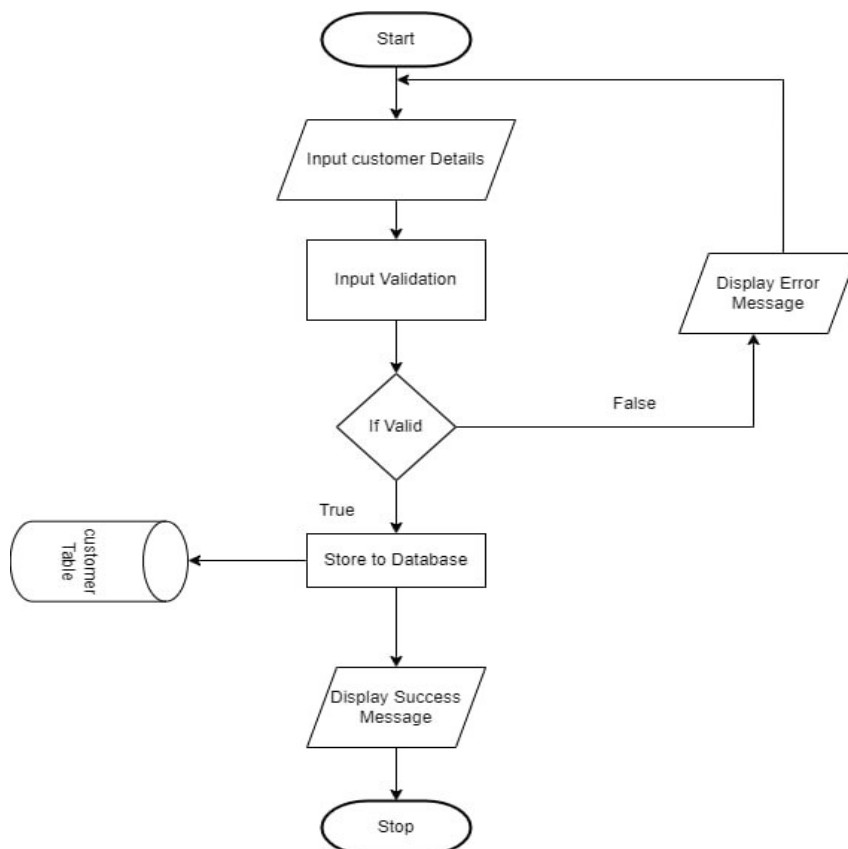 Start
Input customer Details
Input Validation
Display Error
Message
If Valid
False
True
customer
Table
Store to Database
Display Success
Message
Stop